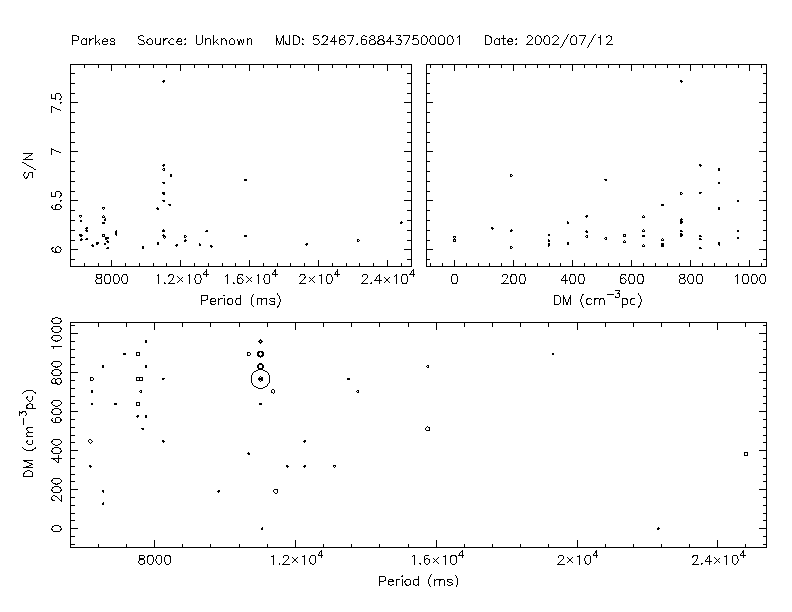 Parkes Source: Unknown MJD: 52467.688437500001 Date: 2002/07/12
7.5
7
6.5
6
S/N
8000 1.2×10⁴ 1.6×10⁴ 2×10⁴ 2.4×10⁴
Period (ms)
0 200 400 600 800 1000
DM (cm⁻³pc)
1000
800
600
400
200
0
DM (cm⁻³pc)
8000 1.2×10⁴ 1.6×10⁴ 2×10⁴ 2.4×10⁴
Period (ms)